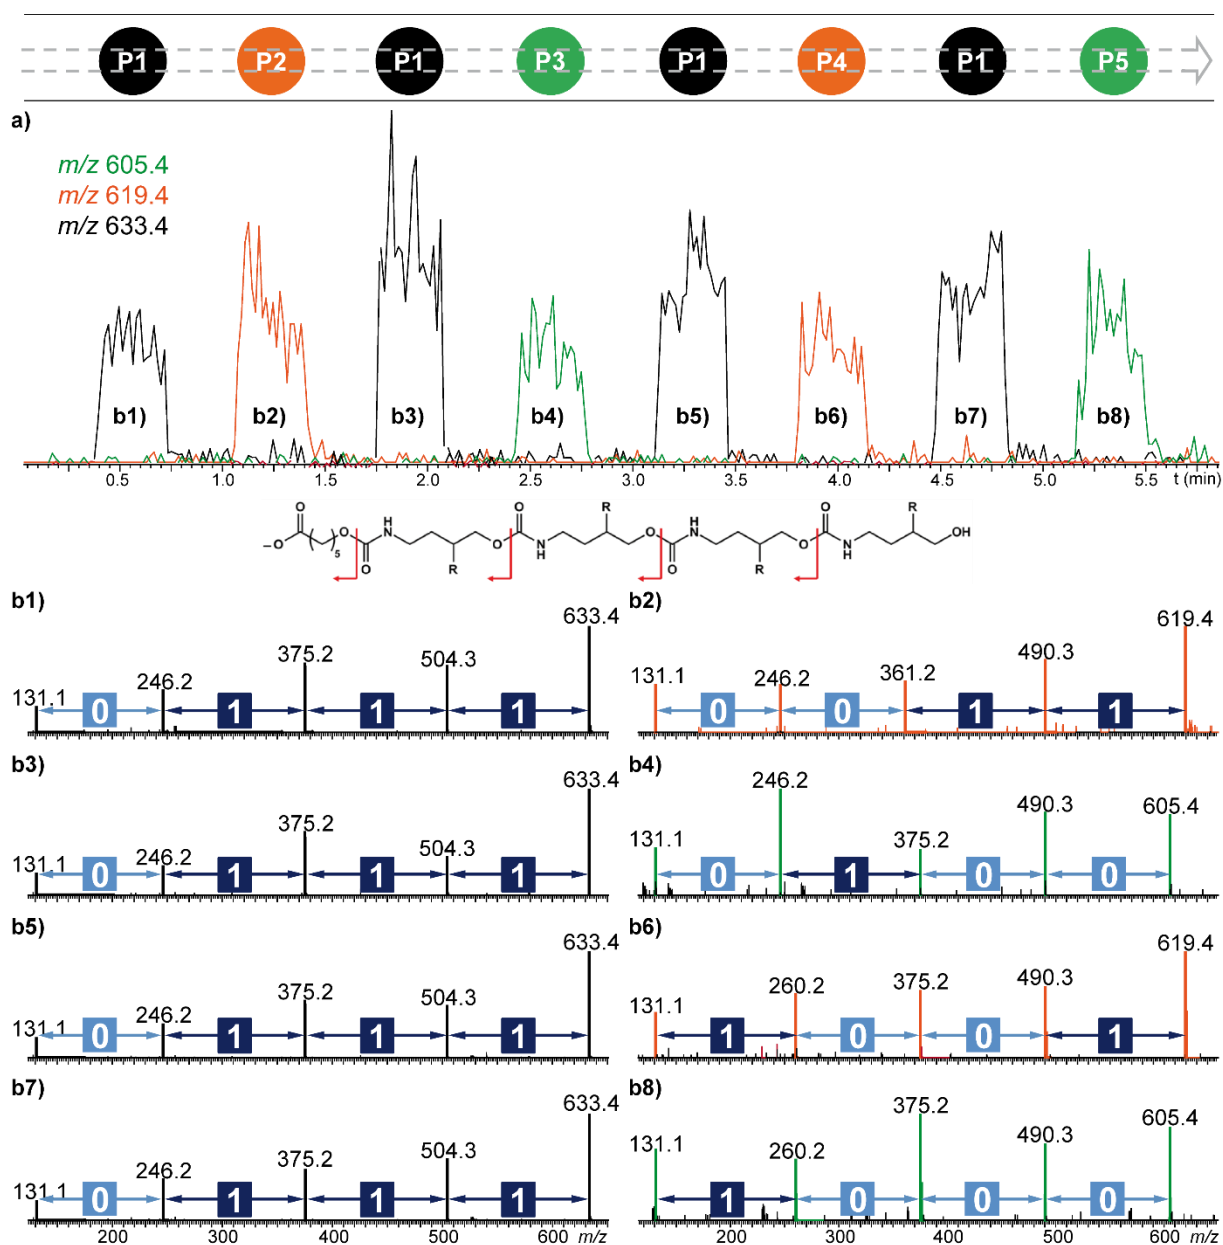 P1 P2 P1 P3 P1 P4 P1 P5
a)
m/z 605.4
m/z 619.4
m/z 633.4
b1) b2) b3) b4) b5) b6) b7) b8)
0.5 1.0 1.5 2.0 2.5 3.0 3.5 4.0 4.5 5.0 5.5 t (min)
O R O R
H H
O N O O N O OH
–O 5 O N O N
O R H O R H
b1)
131.1 246.2 375.2 504.3 633.4
0 1 1 1
b2)
131.1 246.2 361.2 490.3 619.4
0 0 1 1
b3)
131.1 246.2 375.2 504.3 633.4
0 1 1 1
b4)
131.1 246.2 375.2 490.3 605.4
0 1 0 0
b5)
131.1 246.2 375.2 504.3 633.4
0 1 1 1
b6)
131.1 260.2 375.2 490.3 619.4
1 0 0 1
b7)
131.1 246.2 375.2 504.3 633.4
0 1 1 1
b8)
131.1 260.2 375.2 490.3 605.4
1 0 0 0
200 300 400 500 600 m/z
200 300 400 500 600 m/z